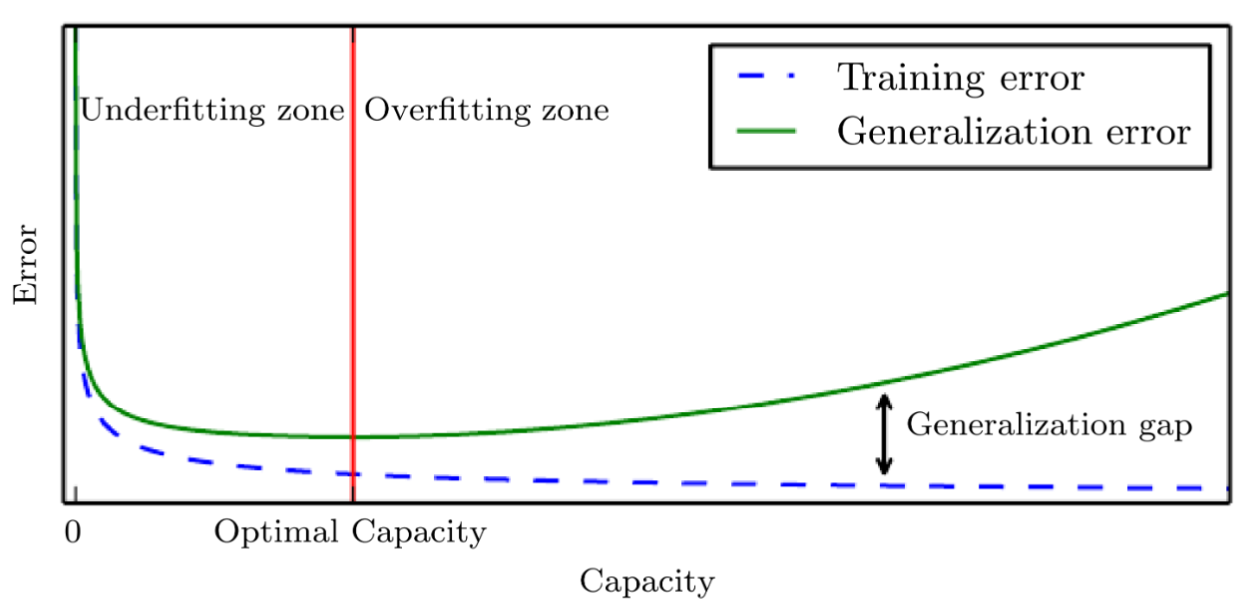 Training error
Generalization error
Underfitting zone
Overfitting zone
Error
Generalization gap
0
Optimal Capacity
Capacity